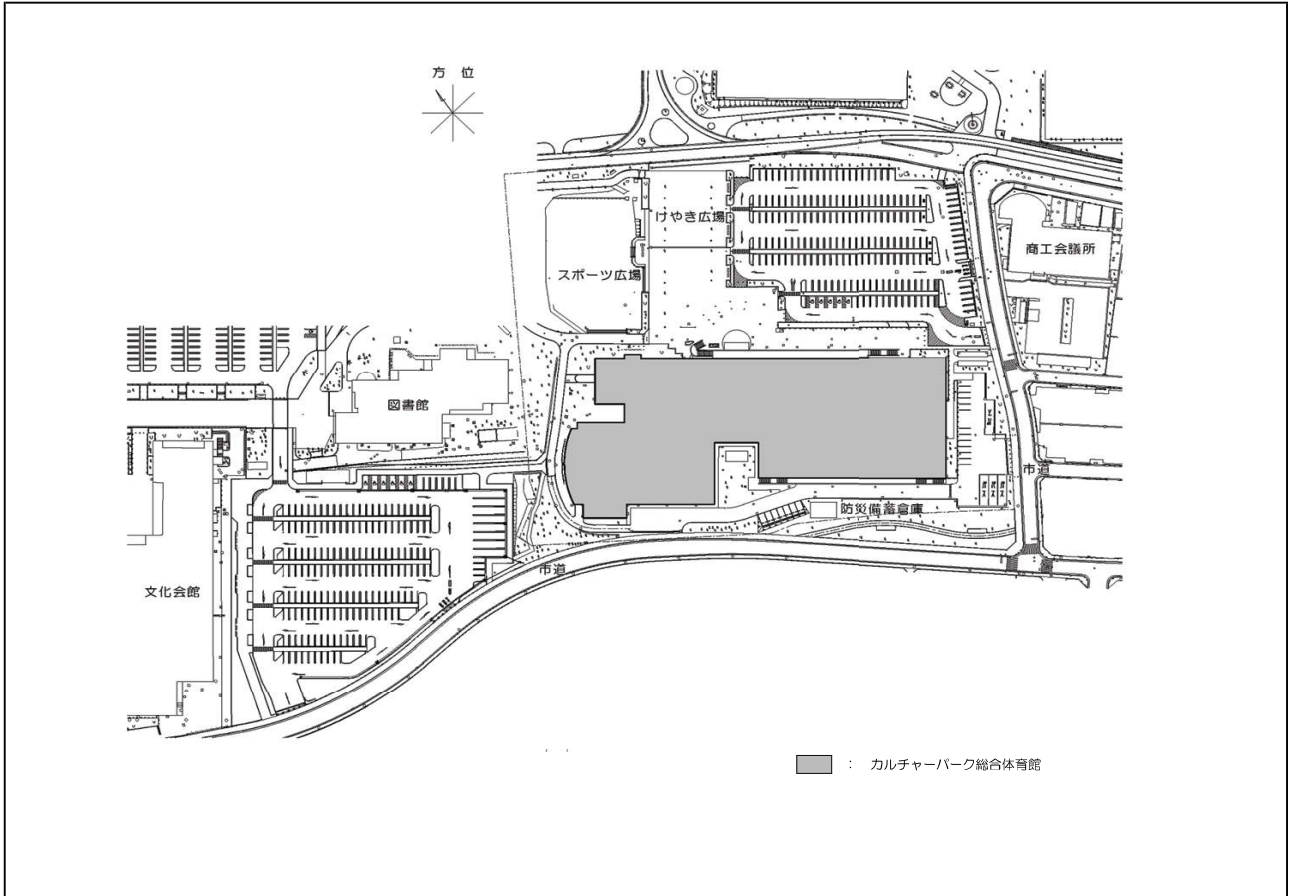 方 位
けやき広場
商工会議所
スポーツ広場
図書館
市道
防災備蓄倉庫
市道
文化会館
： カルチャーパーク総合体育館